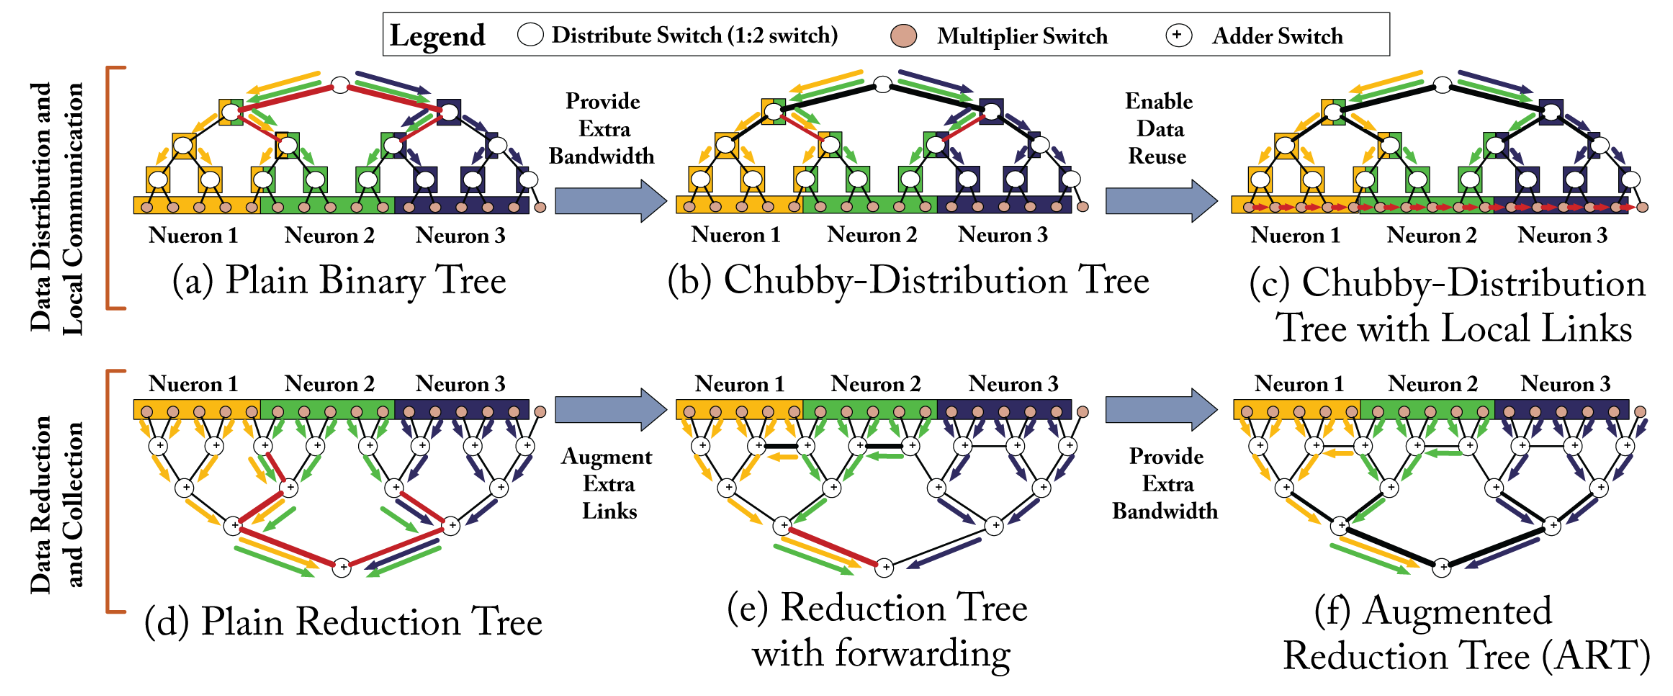 Legend Distribute Switch (1:2 switch) Multiplier Switch Adder Switch
Data Distribution and
Local Communication
Provide
Extra
Bandwidth
Enable
Data
Reuse
Nueron 1 Neuron 2 Neuron 3
Nueron 1 Neuron 2 Neuron 3
Nueron 1 Neuron 2 Neuron 3
(a) Plain Binary Tree
(b) Chubby-Distribution Tree
(c) Chubby-Distribution
Tree with Local Links
Data Reduction
and Collection
Nueron 1 Neuron 2 Neuron 3
Nueron 1 Neuron 2 Neuron 3
Nueron 1 Neuron 2 Neuron 3
Augment
Extra
Links
Provide
Extra
Bandwidth
(d) Plain Reduction Tree
(e) Reduction Tree
with forwarding
(f) Augmented
Reduction Tree (ART)